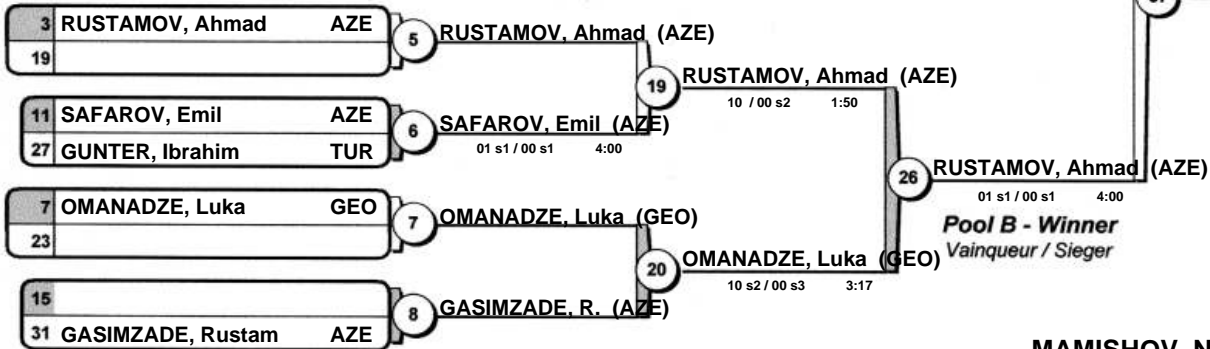 3 RUSTAMOV, Ahmad AZE
19
5
RUSTAMOV, Ahmad (AZE)
11 SAFAROV, Emil AZE
27 GUNTER, Ibrahim TUR
6
SAFAROV, Emil (AZE)
01 s1 / 00 s1 4:00
19
RUSTAMOV, Ahmad (AZE)
10 / 00 s2 1:50
7 OMANADZE, Luka GEO
23
7
OMANADZE, Luka (GEO)
15
31 GASIMZADE, Rustam AZE
8
GASIMZADE, R. (AZE)
20
OMANADZE, Luka (GEO)
10 s2 / 00 s3 3:17
26
RUSTAMOV, Ahmad (AZE)
01 s1 / 00 s1 4:00
Pool B - Winner
Vainqueur / Sieger
MAMISHOV, N